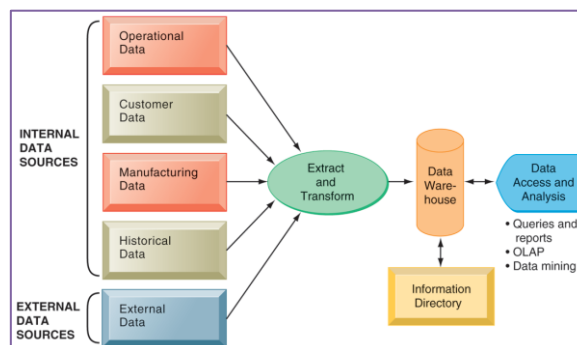 INTERNAL
DATA
SOURCES
Operational
Data
Customer
Data
Manufacturing
Data
Historical
Data
EXTERNAL
DATA
SOURCES
External
Data
Extract
and
Transform
Data
Ware-
house
Information
Directory
Data
Access and
Analysis
• Queries and
reports
• OLAP
• Data mining